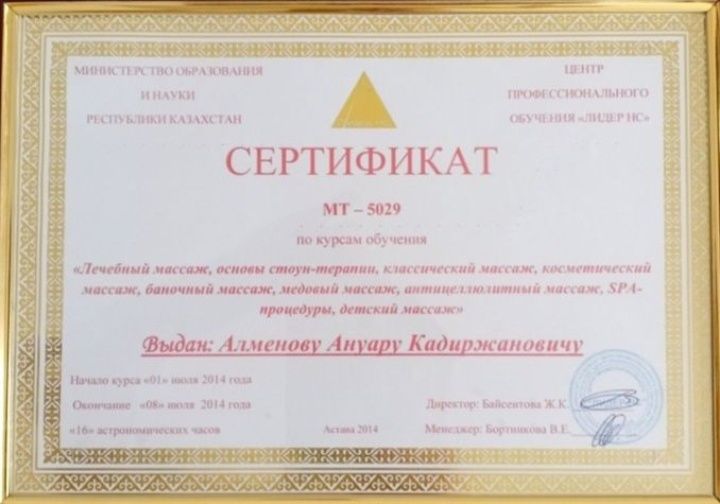 МИНИСТЕРСТВО ОБРАЗОВАНИЯ
И НАУКИ
РЕСПУБЛИКИ КАЗАХСТАН
ЦЕНТР
ПРОФЕССИОНАЛЬНОГО
ОБУЧЕНИЯ «ЛИДЕР НС»
СЕРТИФИКАТ
МТ – 5029
по курсам обучения
«Лечебный массаж, основы стоун-терапии, классический массаж, косметический
массаж, баночный массаж, медовый массаж, антицеллюлитный массаж, SPA-
процедуры, детский массаж»
Выдан: Алменову Ануару Кадиржановичу
Начало курса «01» июля 2014 года
Окончание «08» июля 2014 года
«16» астрономических часов
Астана 2014
Директор: Байсеитова Ж.К.
Менеджер: Бортникова В.Е.